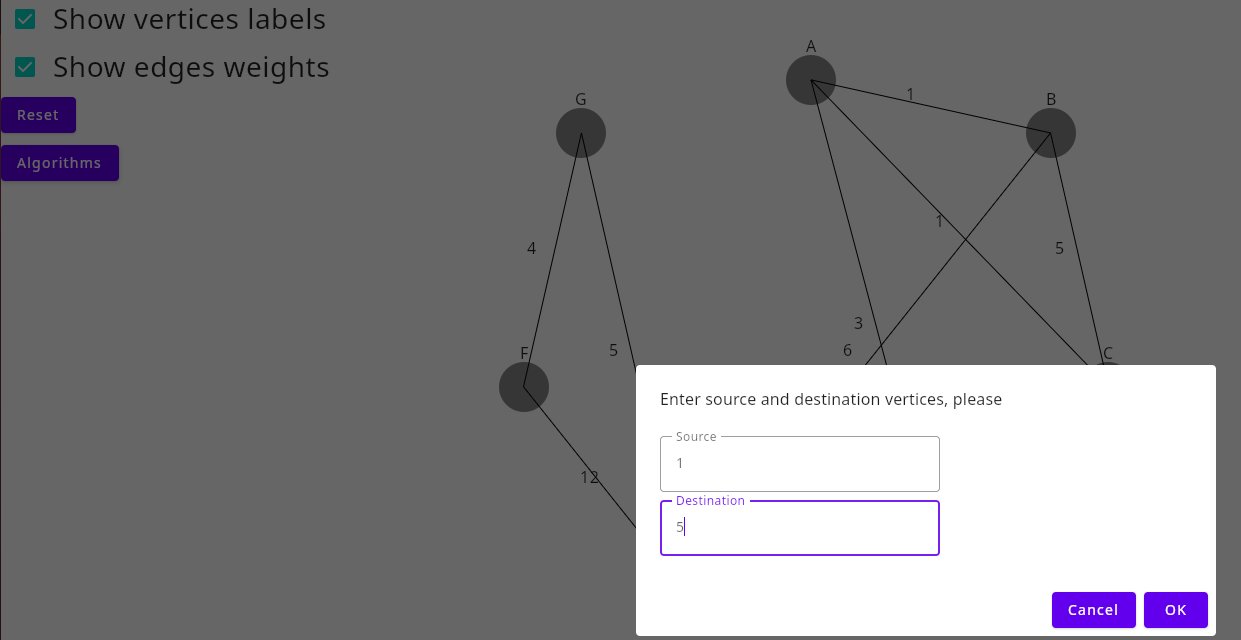 Show vertices labels
Show edges weights
Reset
Algorithms
A
1
B
G
1
4
5
3
6
5
F
C
12
Enter source and destination vertices, please
Source
1
Destination
5
Cancel
OK